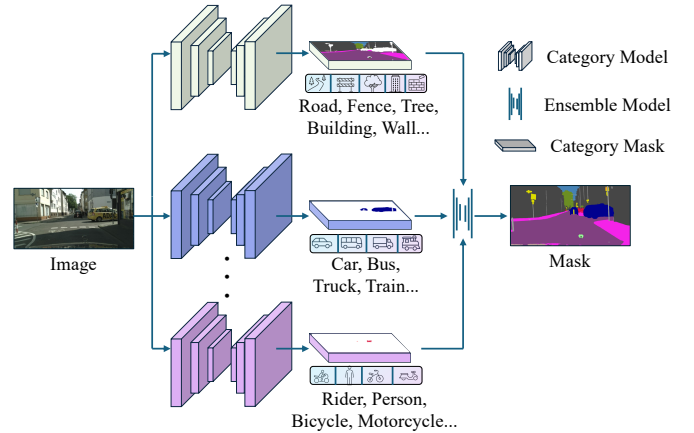 Road, Fence, Tree,
Building, Wall...
Category Model
Ensemble Model
Category Mask
Image
Car, Bus,
Truck, Train...
Mask
Rider, Person,
Bicycle, Motorcycle...